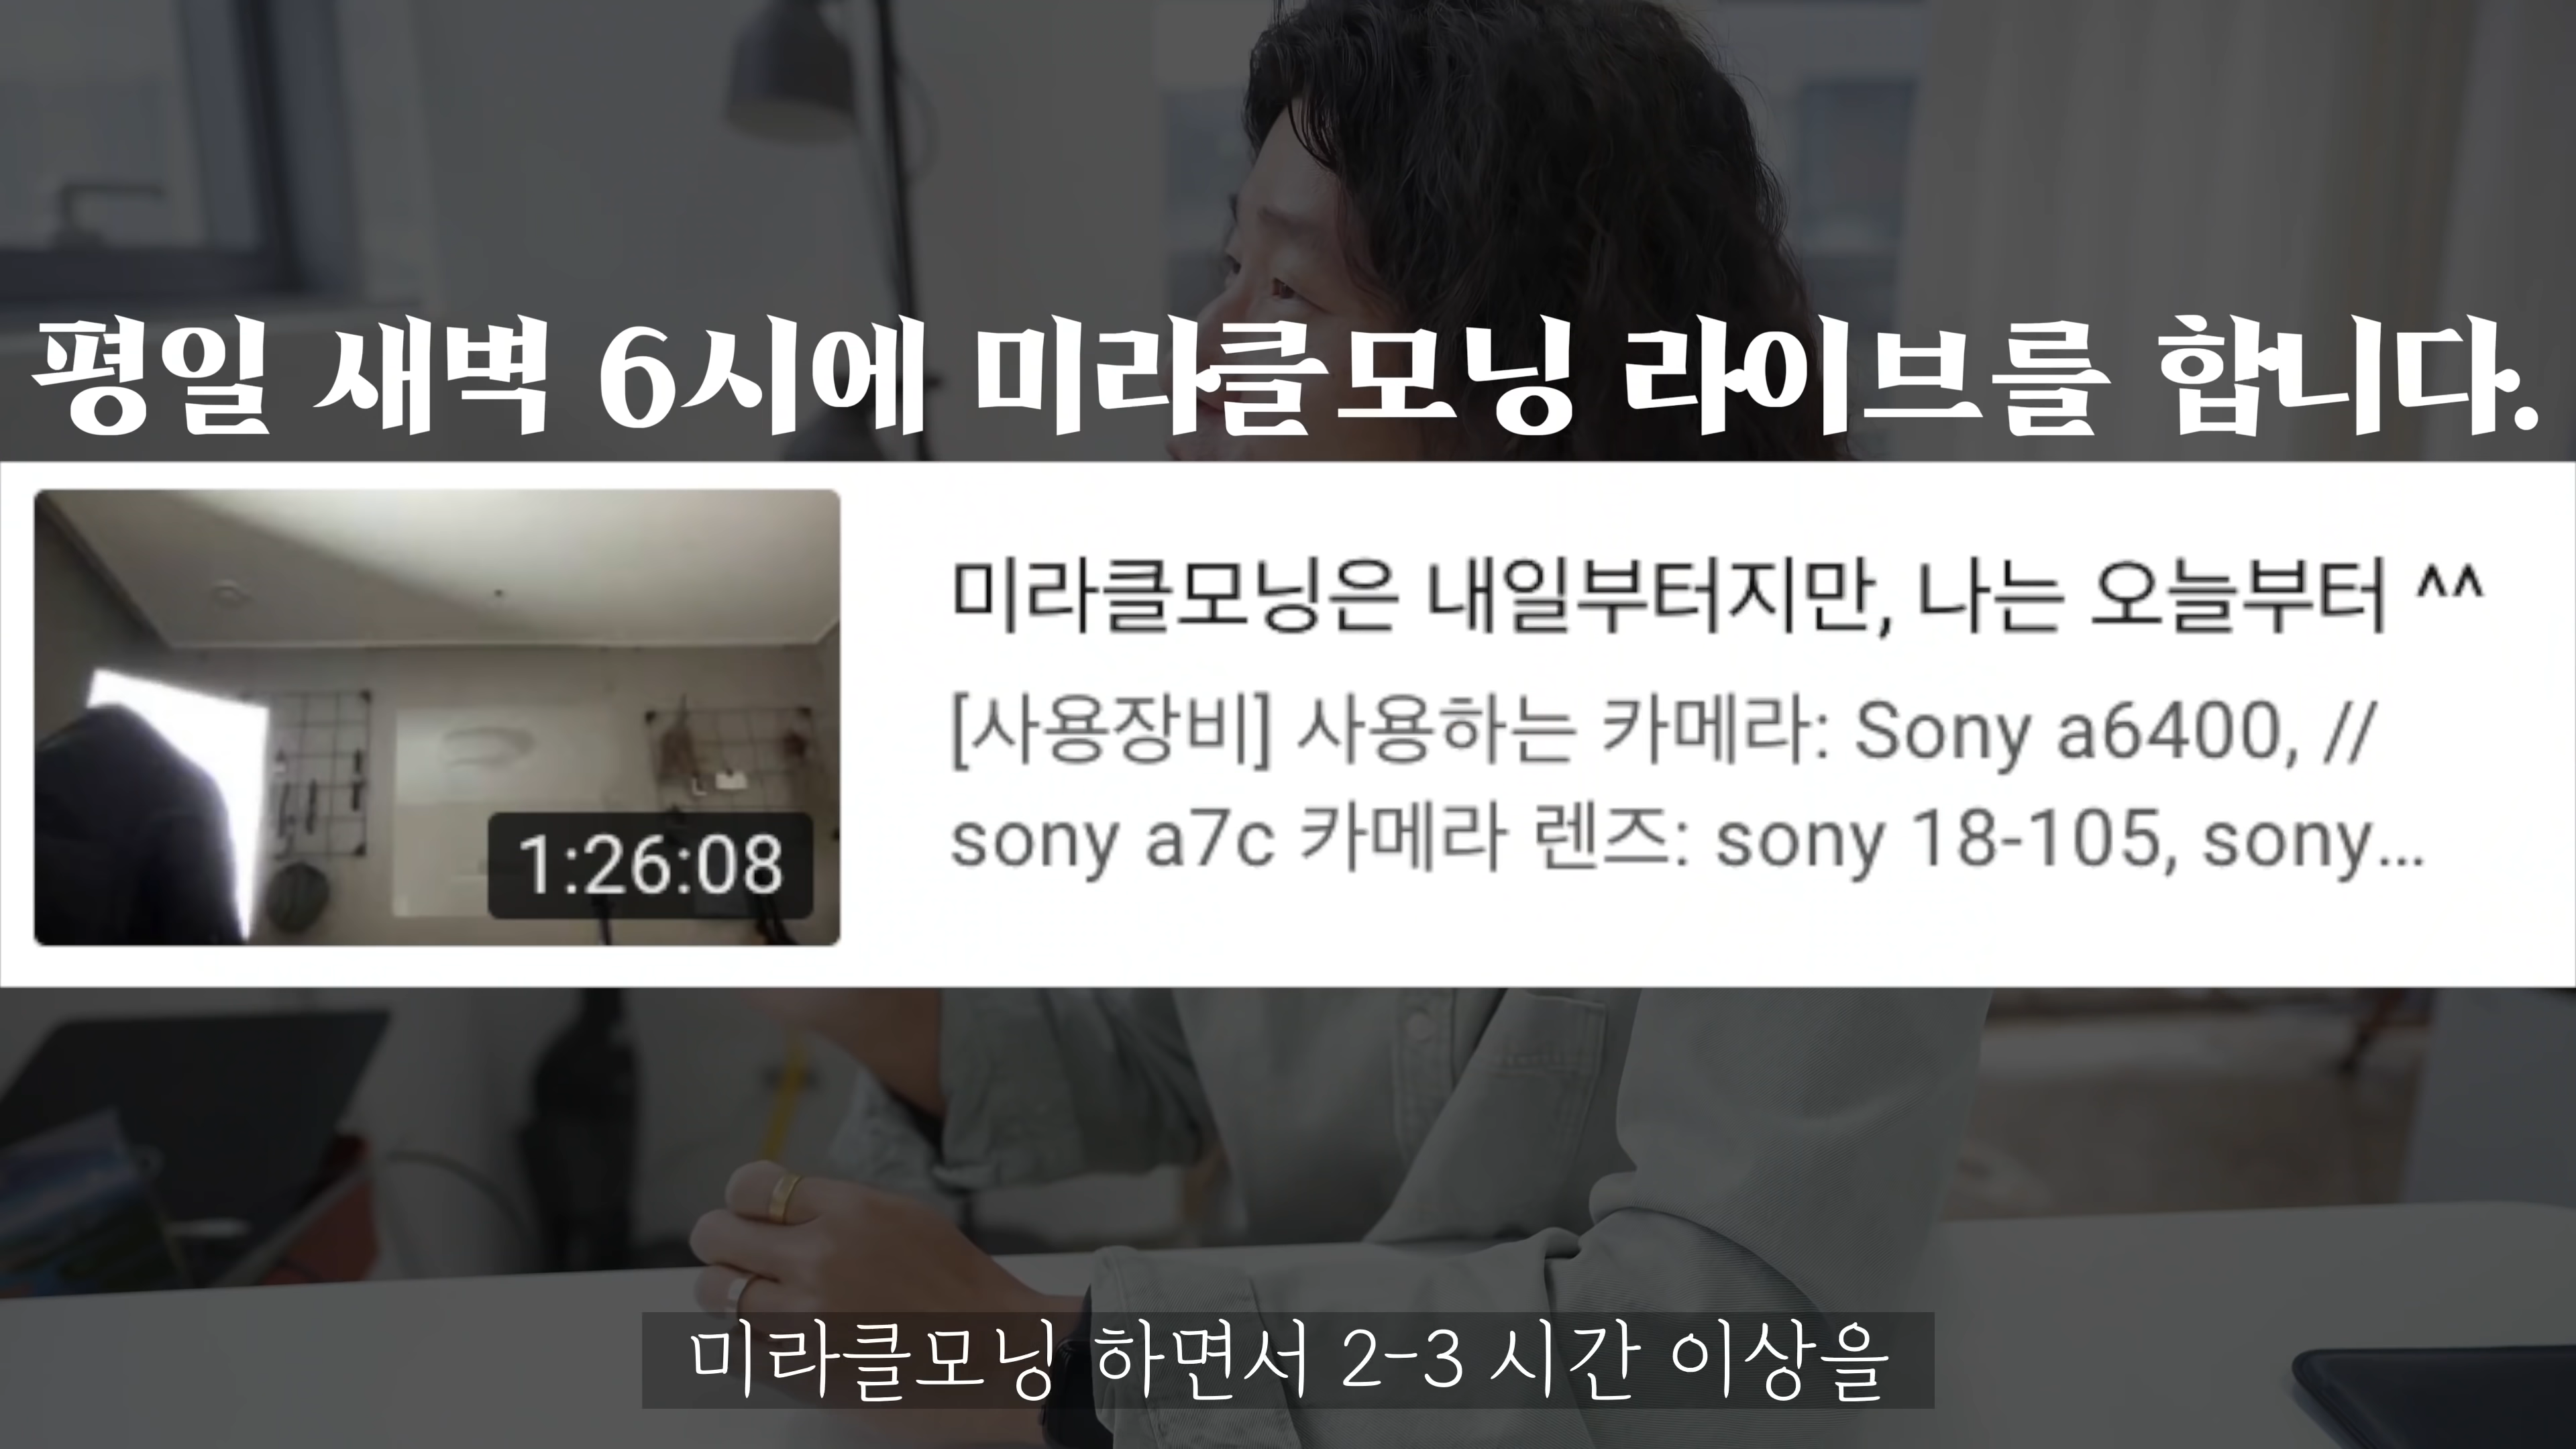 평일 새벽 6시에 미라클모닝 라이브를 합니다.
미라클모닝은 내일부터지만, 나는 오늘부터 ^^
[사용장비] 사용하는 카메라: Sony a6400, //
sony a7c 카메라 렌즈: sony 18-105, sony...
1:26:08
미라클모닝 하면서 2-3 시간 이상을